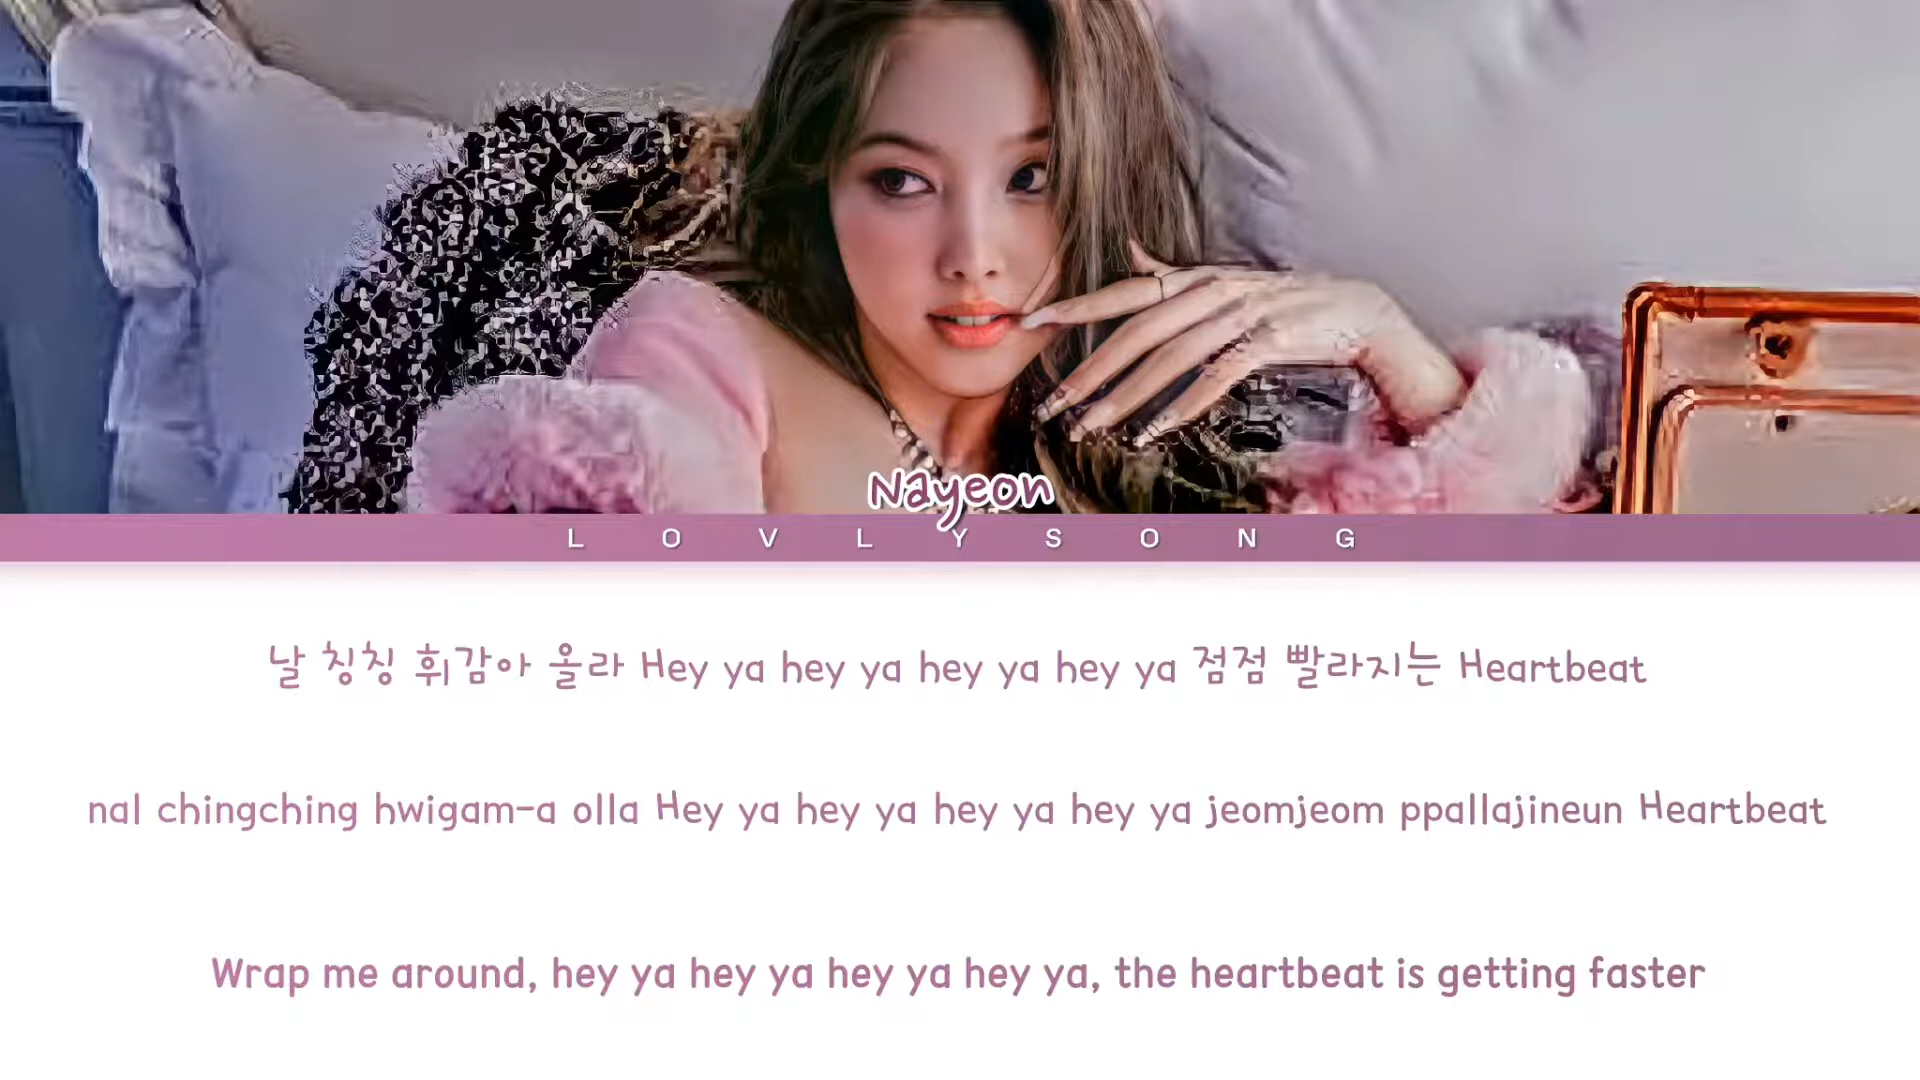 Nayeon
LOVLYSONG
날 칭칭 휘감아 올라 Hey ya hey ya hey ya hey ya 점점 빨라지는 Heartbeat
nal chingching hwigam-a olla Hey ya hey ya hey ya hey ya jeomjeom ppallajineun Heartbeat
Wrap me around, hey ya hey ya hey ya hey ya, the heartbeat is getting faster